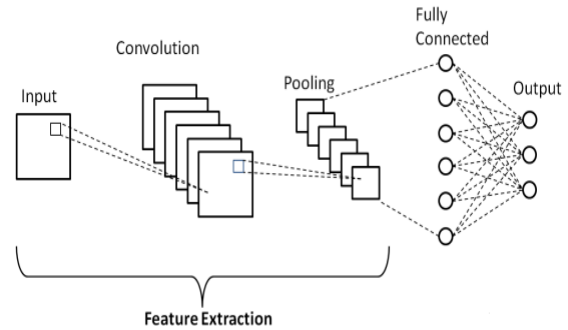 Input
Convolution
Pooling
Fully
Connected
Output
Feature Extraction